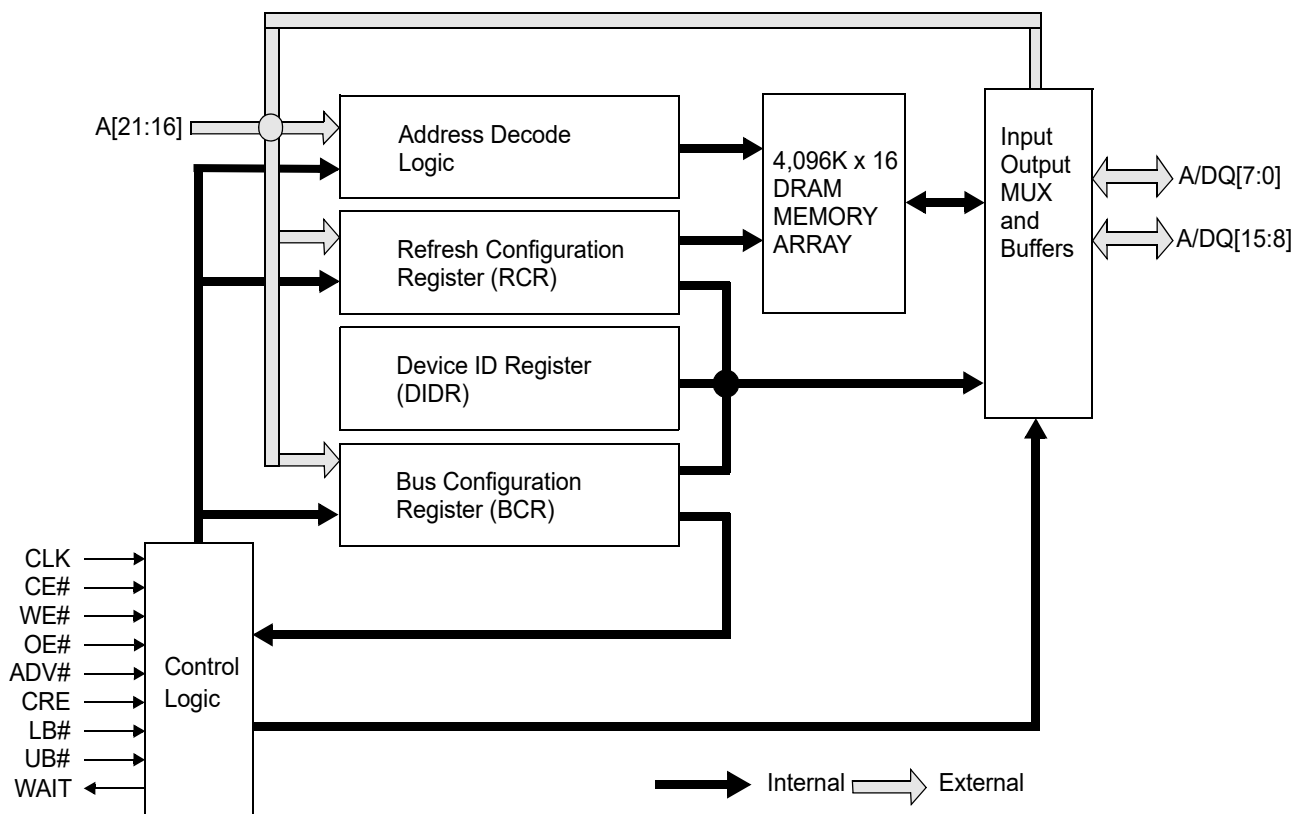 A[21:16]
Address Decode
Logic
Refresh Configuration
Register (RCR)
Device ID Register
(DIDR)
Bus Configuration
Register (BCR)
4,096K x 16
DRAM
MEMORY
ARRAY
Input
Output
MUX
and
Buffers
A/DQ[7:0]
A/DQ[15:8]
CLK
CE#
WE#
OE#
ADV#
CRE
LB#
UB#
WAIT
Control
Logic
Internal
External